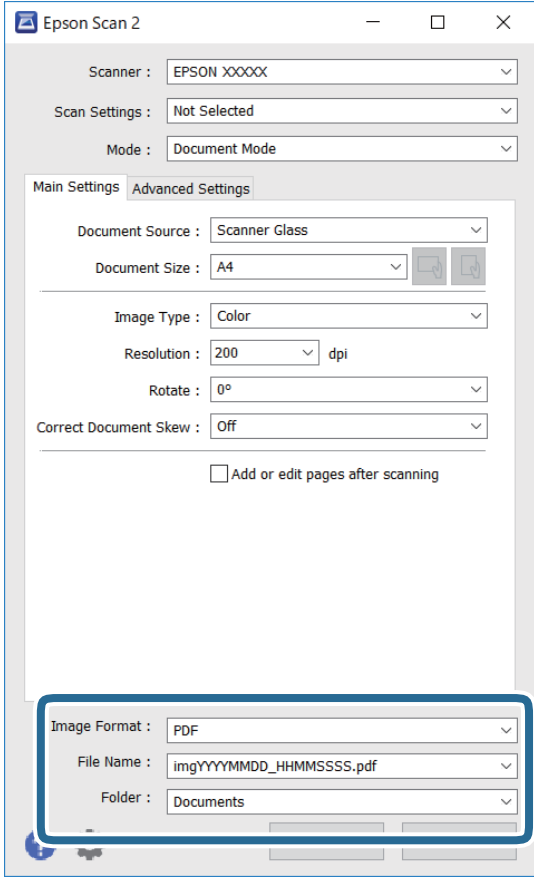 Epson Scan 2
Scanner : EPSON XXXXX
Scan Settings : Not Selected
Mode : Document Mode
Main Settings Advanced Settings
Document Source : Scanner Glass
Document Size : A4
Image Type : Color
Resolution : 200 dpi
Rotate : 0°
Correct Document Skew : Off
Add or edit pages after scanning
Image Format : PDF
File Name : imgYYYYMMDD_HHMMSSSS.pdf
Folder : Documents
?